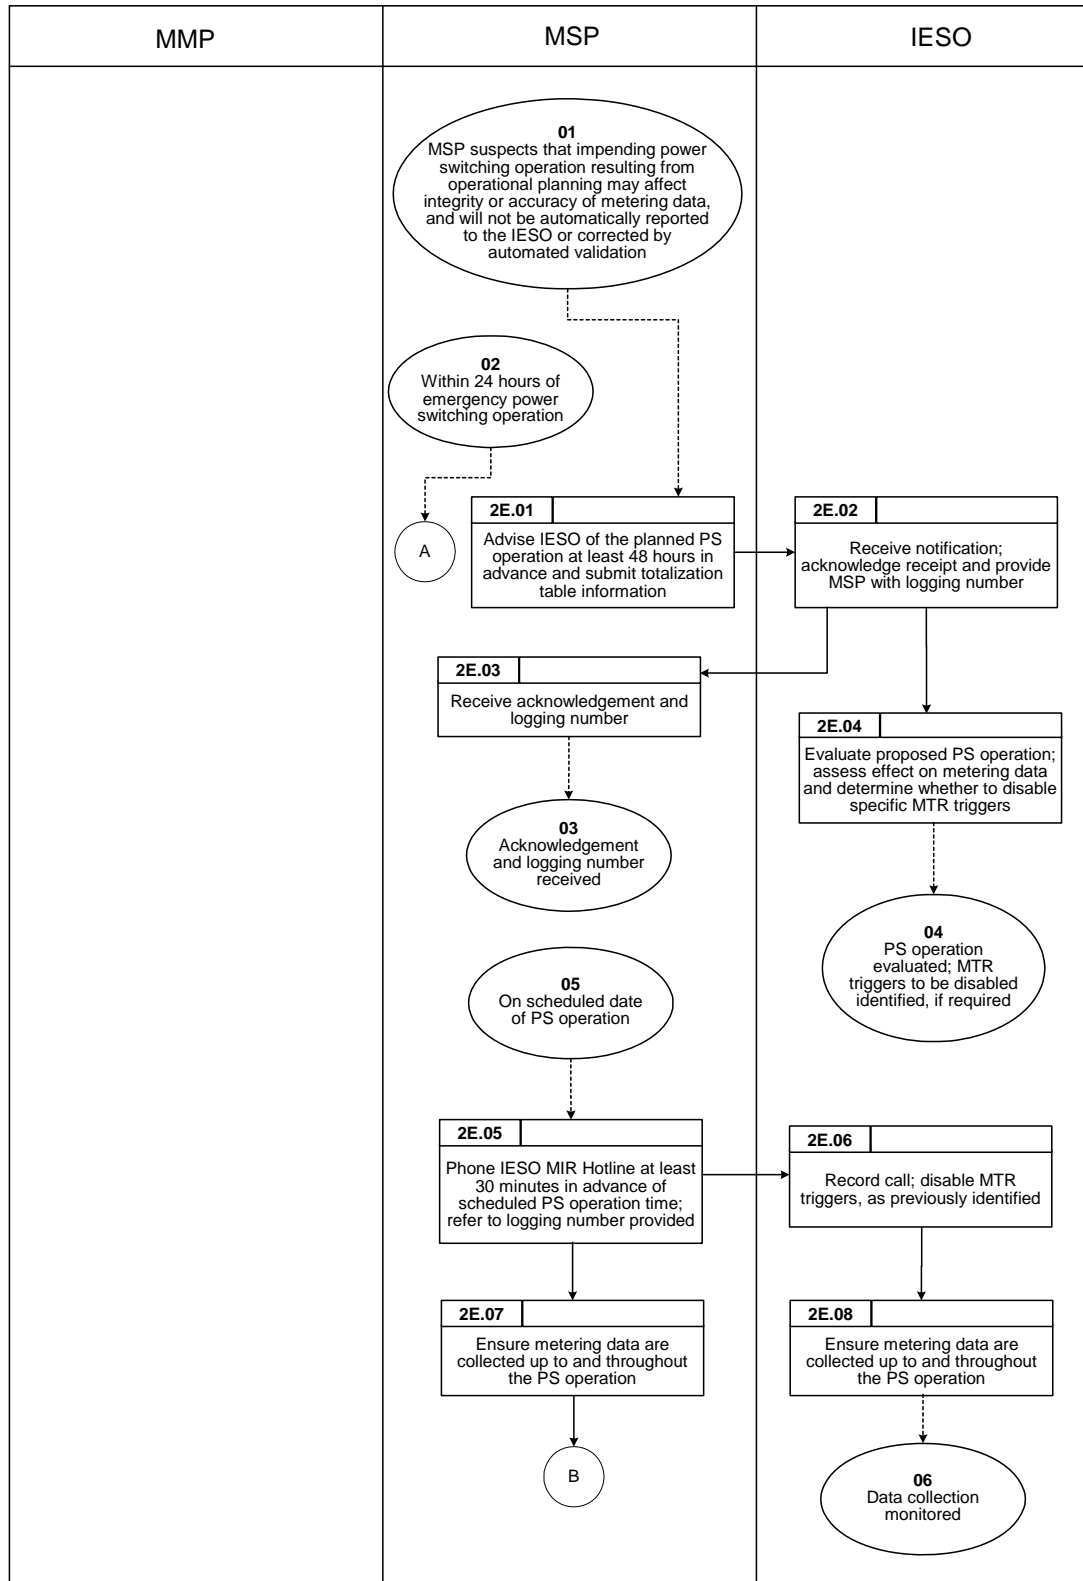 MMP
MSP
IESO
01
MSP suspects that impending power
switching operation resulting from
operational planning may affect
integrity or accuracy of metering data,
and will not be automatically reported
to the IESO or corrected by
automated validation
02
Within 24 hours of
emergency power
switching operation
A
2E.01
Advise IESO of the planned PS
operation at least 48 hours in
advance and submit totalization
table information
2E.02
Receive notification;
acknowledge receipt and provide
MSP with logging number
2E.03
Receive acknowledgement and
logging number
2E.04
Evaluate proposed PS operation;
assess effect on metering data
and determine whether to disable
specific MTR triggers
03
Acknowledgement
and logging number
received
04
PS operation
evaluated; MTR
triggers to be disabled
identified, if required
05
On scheduled date
of PS operation
2E.05
Phone IESO MIR Hotline at least
30 minutes in advance of
scheduled PS operation time;
refer to logging number provided
2E.06
Record call; disable MTR
triggers, as previously identified
2E.07
Ensure metering data are
collected up to and throughout
the PS operation
2E.08
Ensure metering data are
collected up to and throughout
the PS operation
B
06
Data collection
monitored